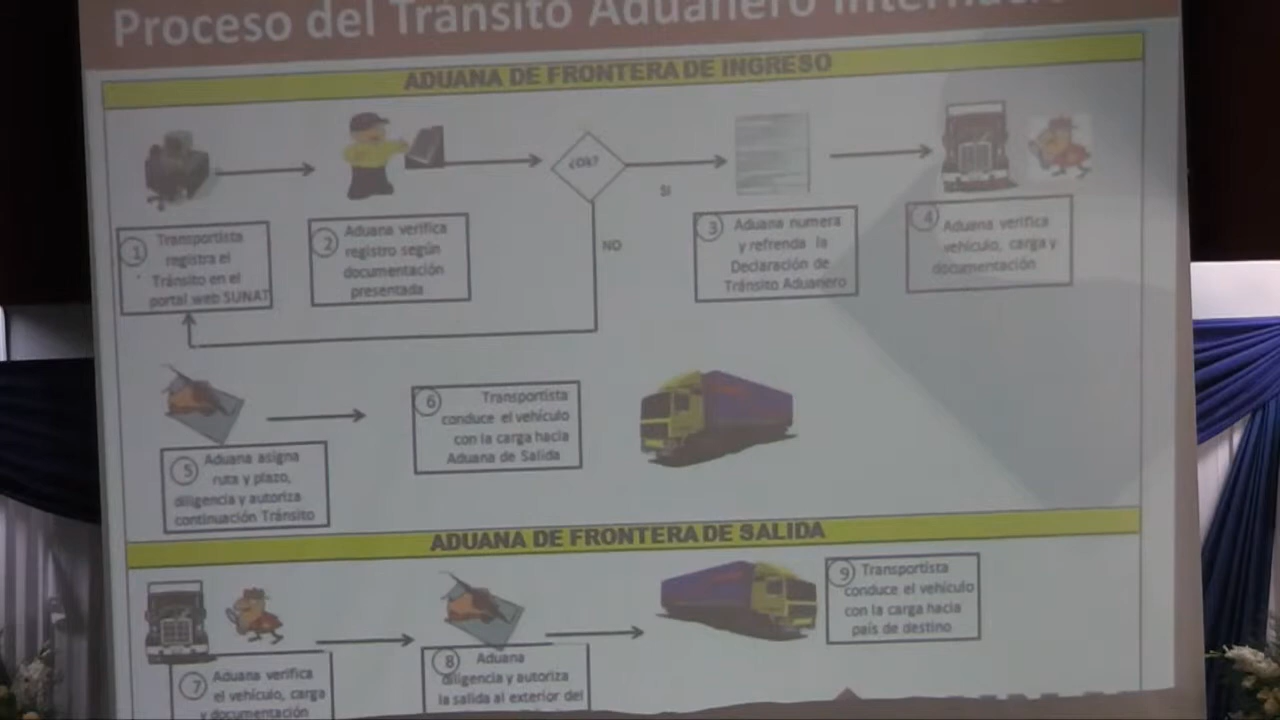 Proceso del Tránsito Aduanero
ADUANA DE FRONTERA DE INGRESO
¿Ok?
SI
NO
1 Transportista
registra el
Tránsito en el
portal web SUNAT
2 Aduana verifica
registro según
documentación
presentada
3 Aduana numera
y refrenda la
Declaración de
Tránsito Aduanero
4 Aduana verifica
vehículo, carga y
documentación
5 Aduana asigna
ruta y plazo,
diligencia y autoriza
continuación Tránsito
6 Transportista
conduce el vehículo
con la carga hacia
Aduana de Salida
ADUANA DE FRONTERA DE SALIDA
7 Aduana verifica
el vehículo, carga
y documentación
8 Aduana
diligencia y autoriza
la salida al exterior del
9 Transportista
conduce el vehículo
con la carga hacia
país de destino